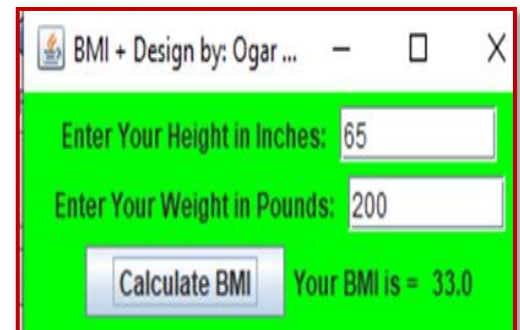 BMI + Design by: Ogar ...
Enter Your Height in Inches: 65
Enter Your Weight in Pounds: 200
Calculate BMI Your BMI is = 33.0